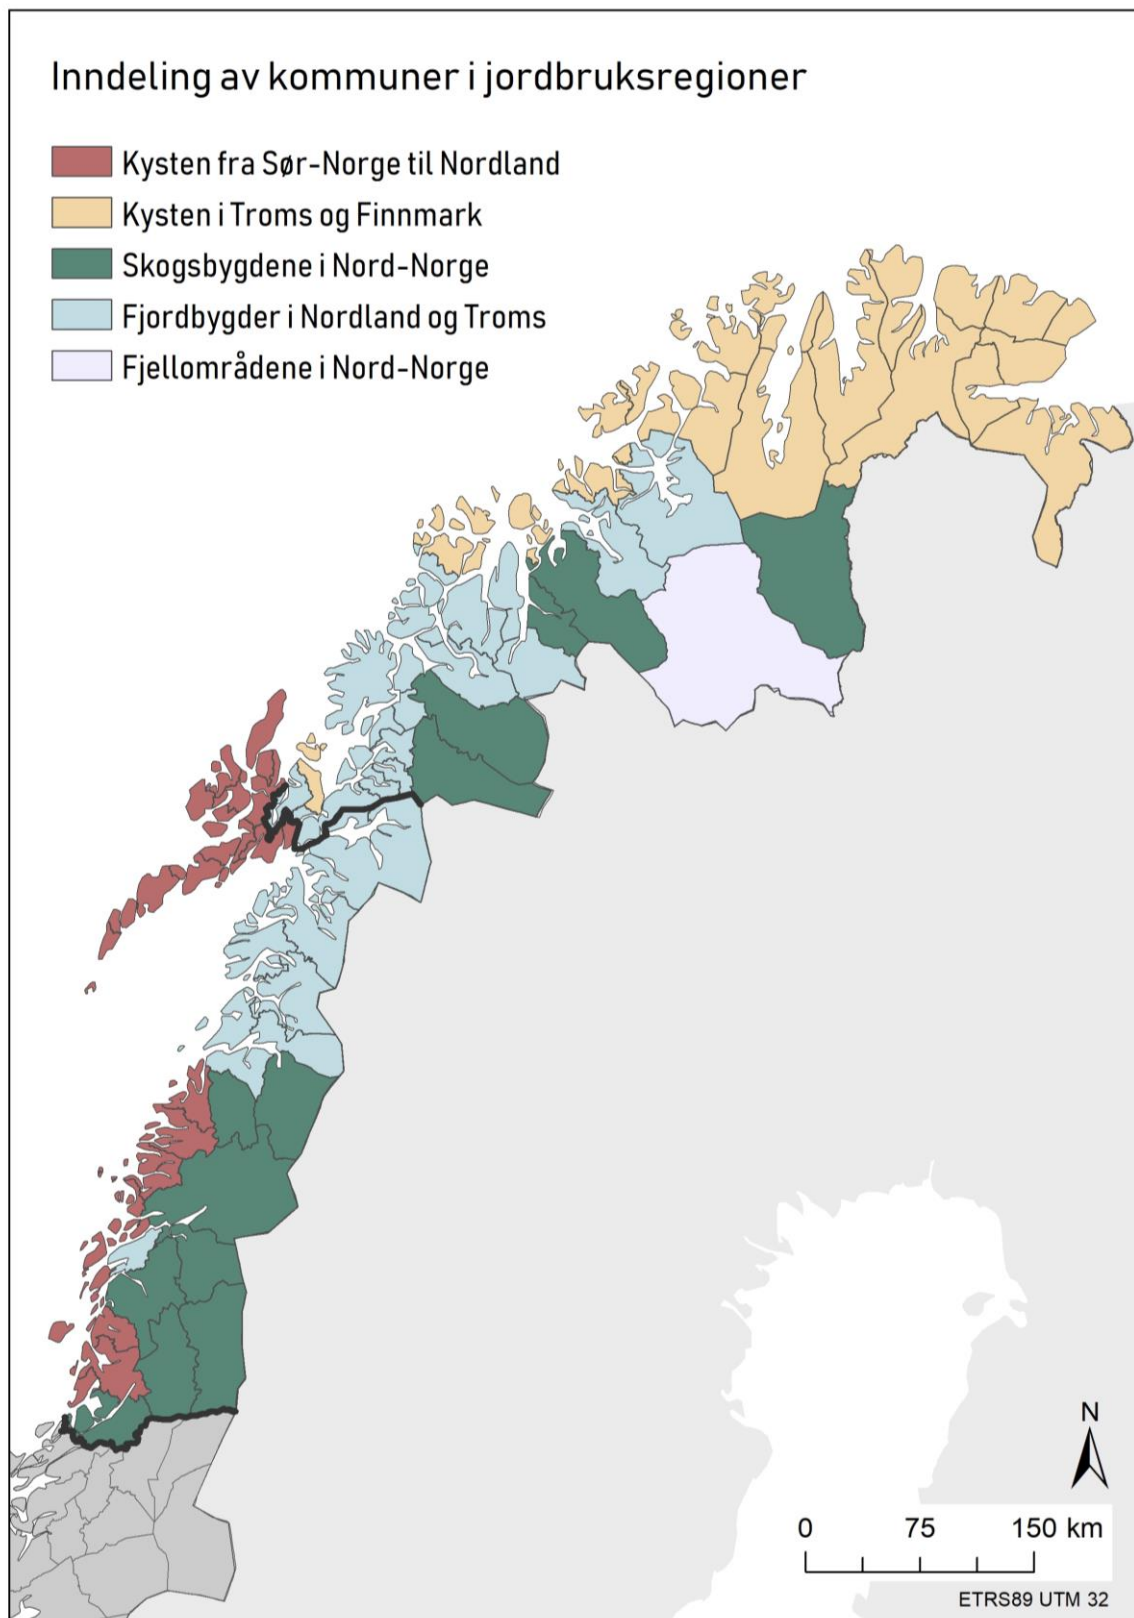 Inndeling av kommuner i jordbruksregioner
Kysten fra Sør-Norge til Nordland
Kysten i Troms og Finnmark
Skogsbygdene i Nord-Norge
Fjordbygder i Nordland og Troms
Fjellområdene i Nord-Norge
N
0 75 150 km
ETRS89 UTM 32